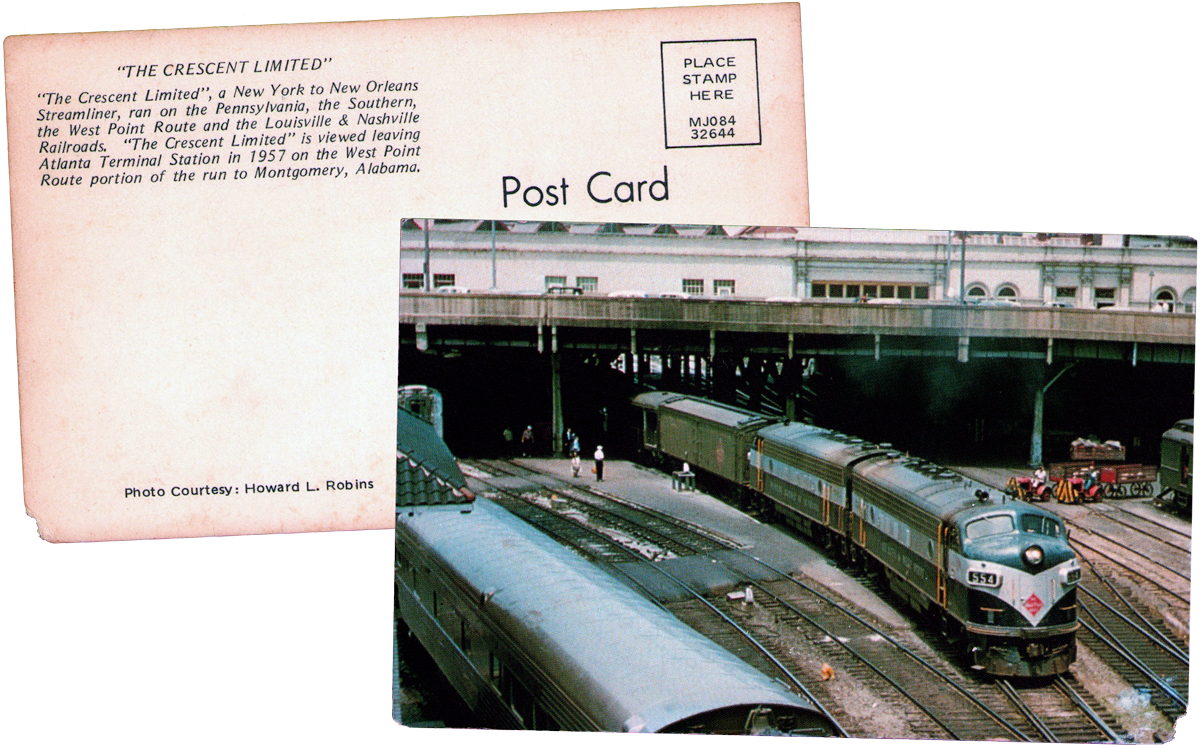 "THE CRESCENT LIMITED"
"The Crescent Limited", a New York to New Orleans
Streamliner, ran on the Pennsylvania, the Southern,
the West Point Route and the Louisville & Nashville
Railroads. "The Crescent Limited" is viewed leaving
Atlanta Terminal Station in 1957 on the West Point
Route portion of the run to Montgomery, Alabama.
PLACE
STAMP
HERE
MJ084
32644
Post Card
Photo Courtesy: Howard L. Robins
554